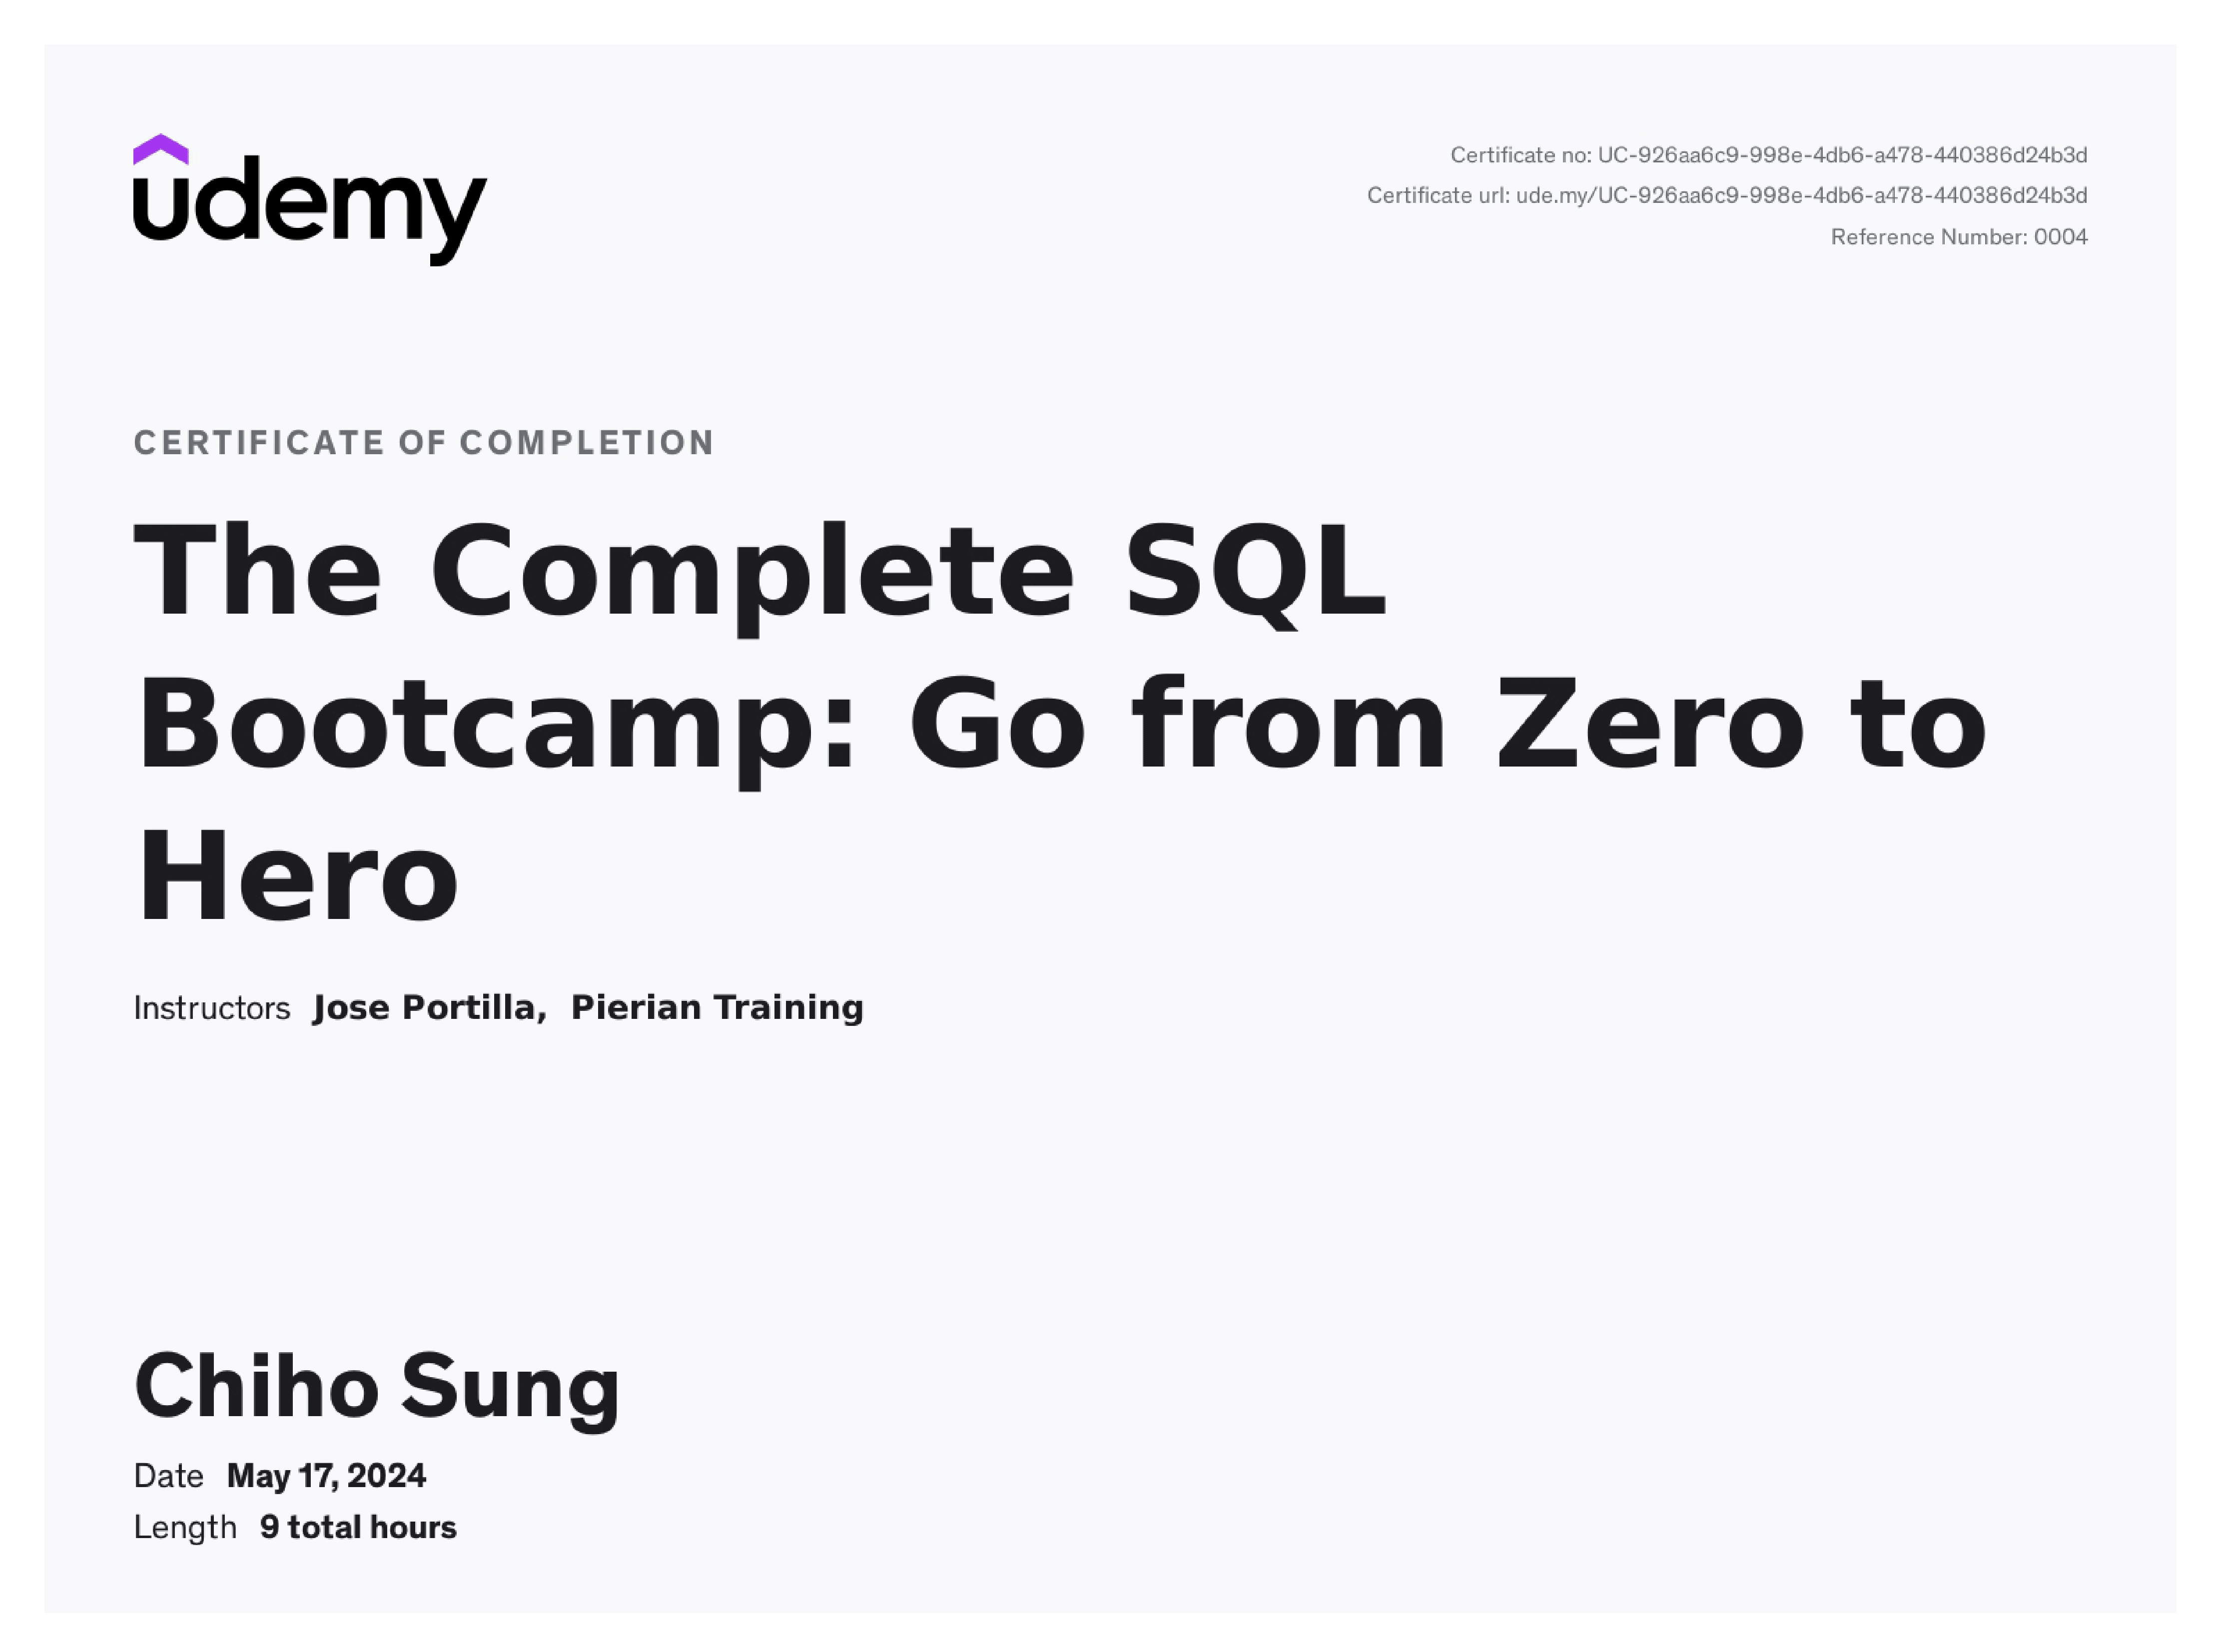 udemy
Certificate no: UC-926aa6c9-998e-4db6-a478-440386d24b3d
Certificate url: ude.my/UC-926aa6c9-998e-4db6-a478-440386d24b3d
Reference Number: 0004
CERTIFICATE OF COMPLETION
The Complete SQL
Bootcamp: Go from Zero to
Hero
Instructors Jose Portilla, Pierian Training
Chiho Sung
Date May 17, 2024
Length 9 total hours